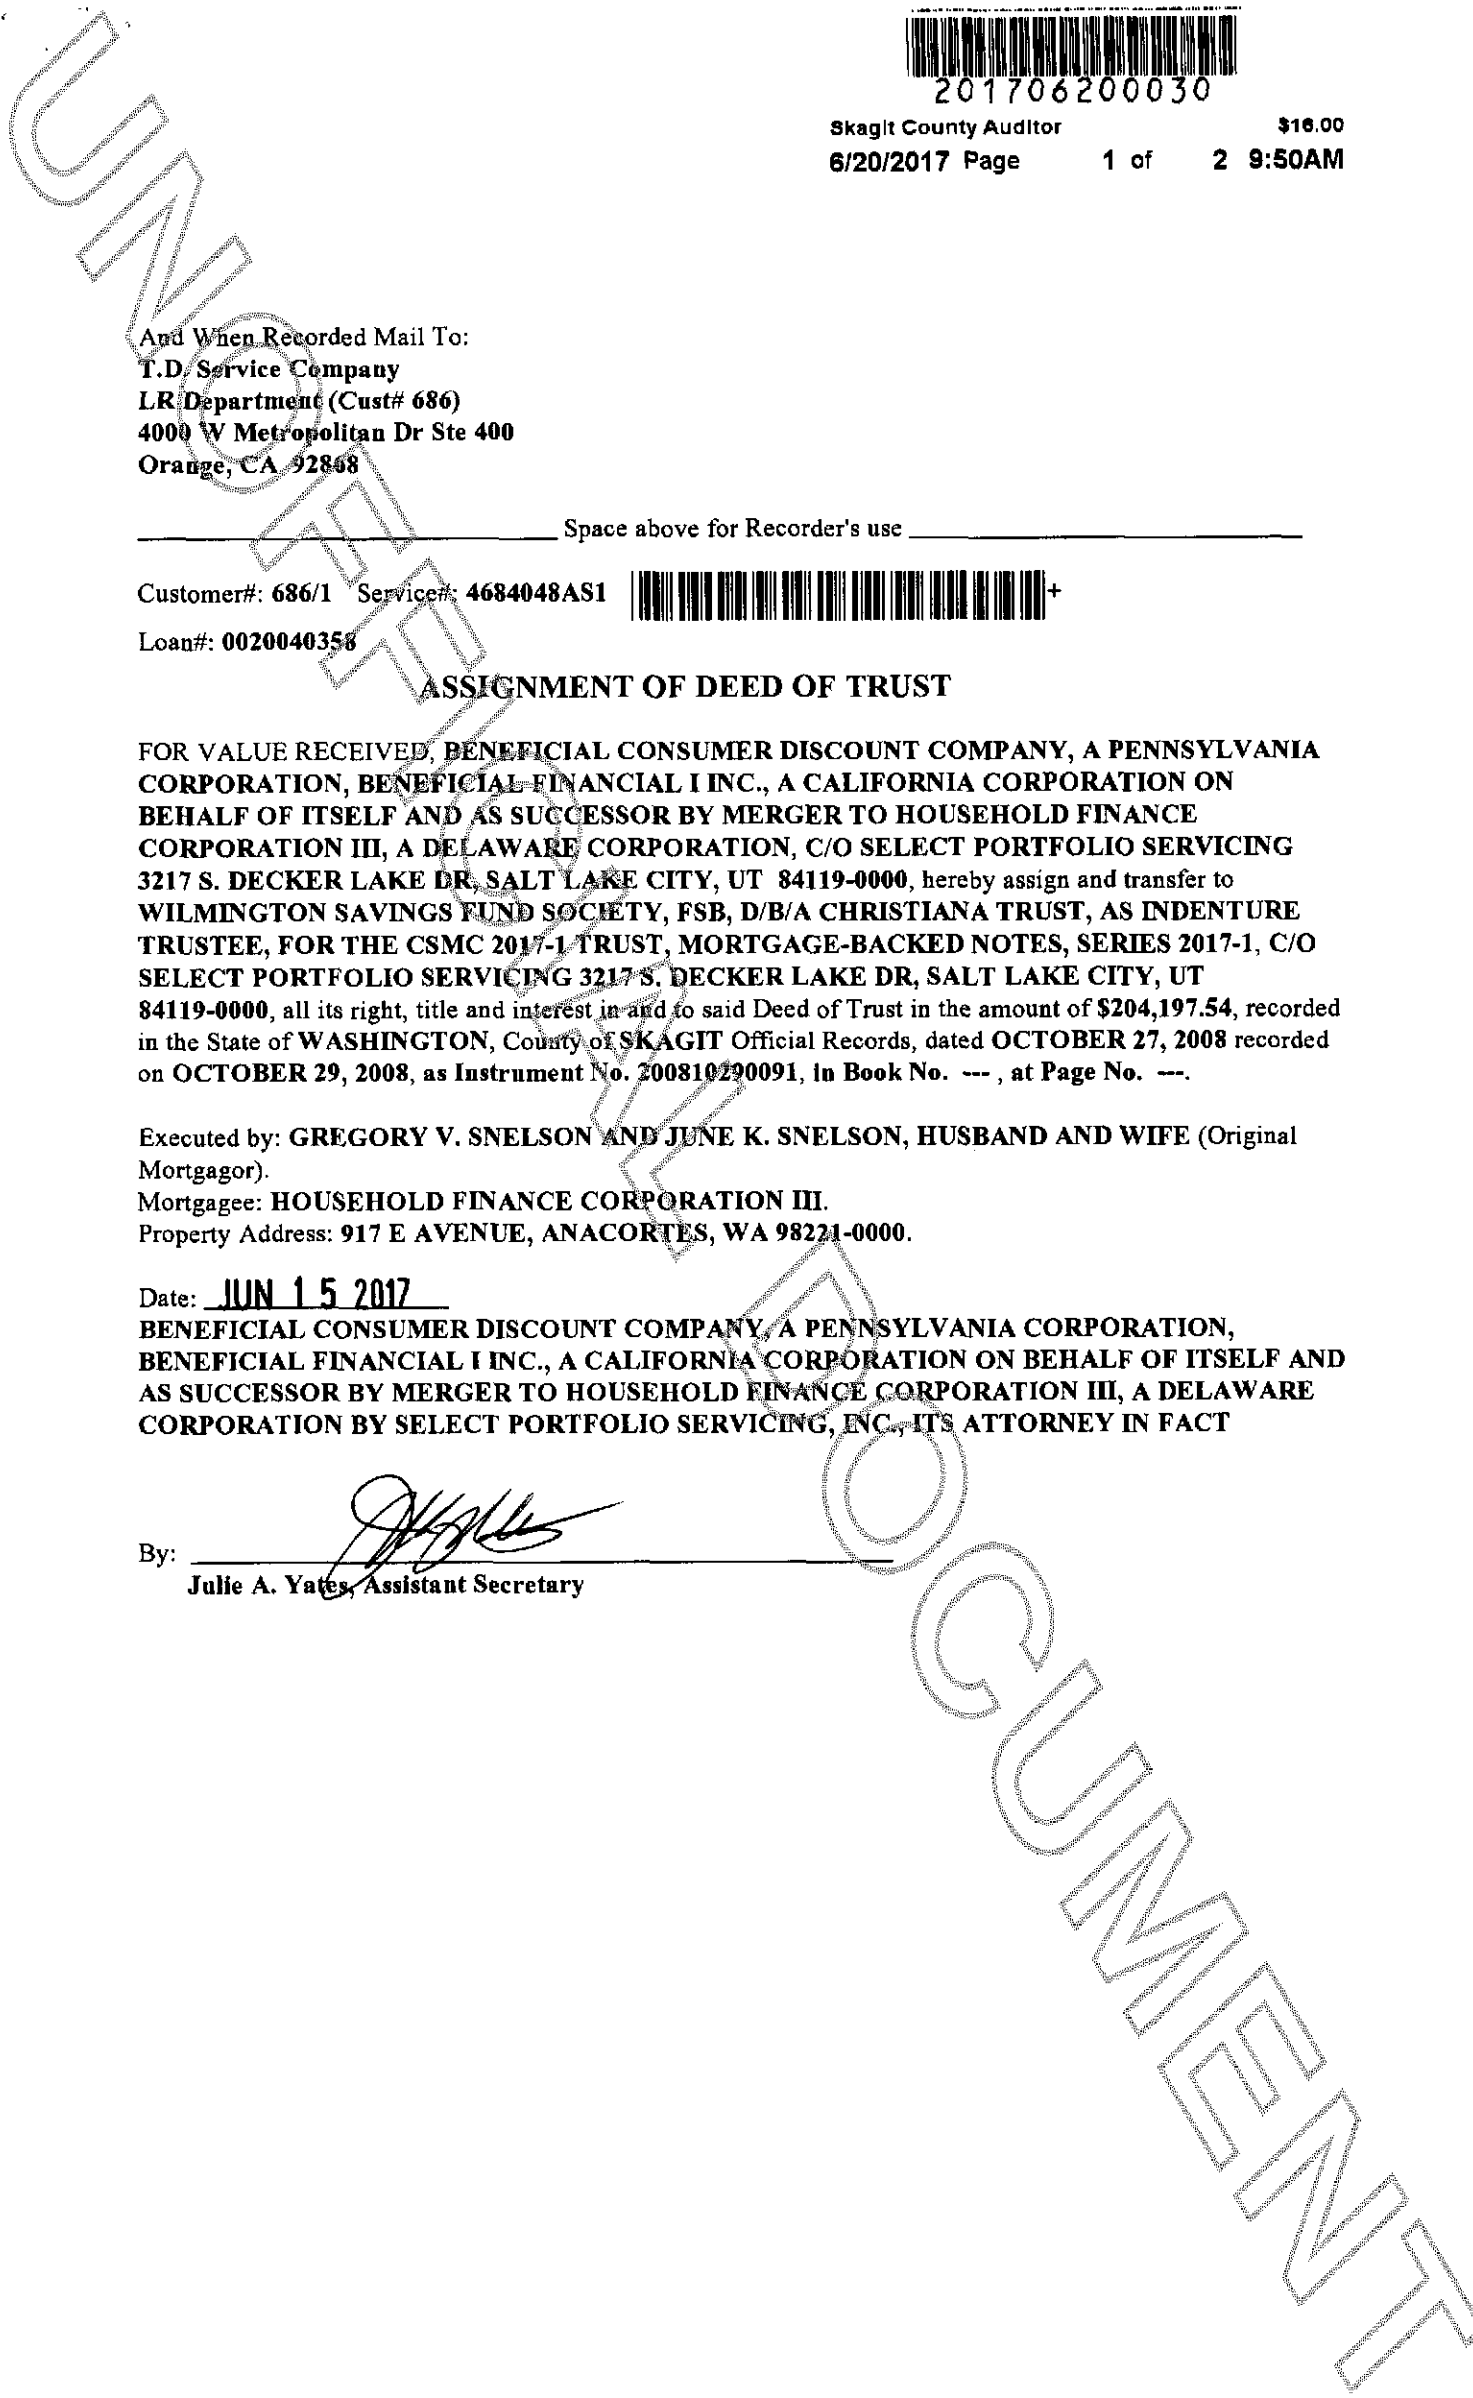 201706200030
Skagit County Auditor $16.00
6/20/2017 Page 1 of 2 9:50AM
And When Recorded Mail To:
T.D. Service Company
LR Department (Cust# 686)
4000 W Metropolitan Dr Ste 400
Orange, CA 92868
Space above for Recorder's use
Customer#: 686/1 Service#: 4684048AS1 +
Loan#: 0020040358
ASSIGNMENT OF DEED OF TRUST
FOR VALUE RECEIVED, BENEFICIAL CONSUMER DISCOUNT COMPANY, A PENNSYLVANIA
CORPORATION, BENEFICIAL FINANCIAL I INC., A CALIFORNIA CORPORATION ON
BEHALF OF ITSELF AND AS SUCCESSOR BY MERGER TO HOUSEHOLD FINANCE
CORPORATION III, A DELAWARE CORPORATION, C/O SELECT PORTFOLIO SERVICING
3217 S. DECKER LAKE DR, SALT LAKE CITY, UT 84119-0000, hereby assign and transfer to
WILMINGTON SAVINGS FUND SOCIETY, FSB, D/B/A CHRISTIANA TRUST, AS INDENTURE
TRUSTEE, FOR THE CSMC 2017-1 TRUST, MORTGAGE-BACKED NOTES, SERIES 2017-1, C/O
SELECT PORTFOLIO SERVICING 3217 S. DECKER LAKE DR, SALT LAKE CITY, UT
84119-0000, all its right, title and interest in and to said Deed of Trust in the amount of $204,197.54, recorded
in the State of WASHINGTON, County of SKAGIT Official Records, dated OCTOBER 27, 2008 recorded
on OCTOBER 29, 2008, as Instrument No. 200810290091, in Book No. --- , at Page No. ---.
Executed by: GREGORY V. SNELSON AND JUNE K. SNELSON, HUSBAND AND WIFE (Original
Mortgagor).
Mortgagee: HOUSEHOLD FINANCE CORPORATION III.
Property Address: 917 E AVENUE, ANACORTES, WA 98221-0000.
Date: JUN 15 2017
BENEFICIAL CONSUMER DISCOUNT COMPANY, A PENNSYLVANIA CORPORATION,
BENEFICIAL FINANCIAL I INC., A CALIFORNIA CORPORATION ON BEHALF OF ITSELF AND
AS SUCCESSOR BY MERGER TO HOUSEHOLD FINANCE CORPORATION III, A DELAWARE
CORPORATION BY SELECT PORTFOLIO SERVICING, INC., ITS ATTORNEY IN FACT
By:
Julie A. Yates, Assistant Secretary
UNOFFICIAL DOCUMENT